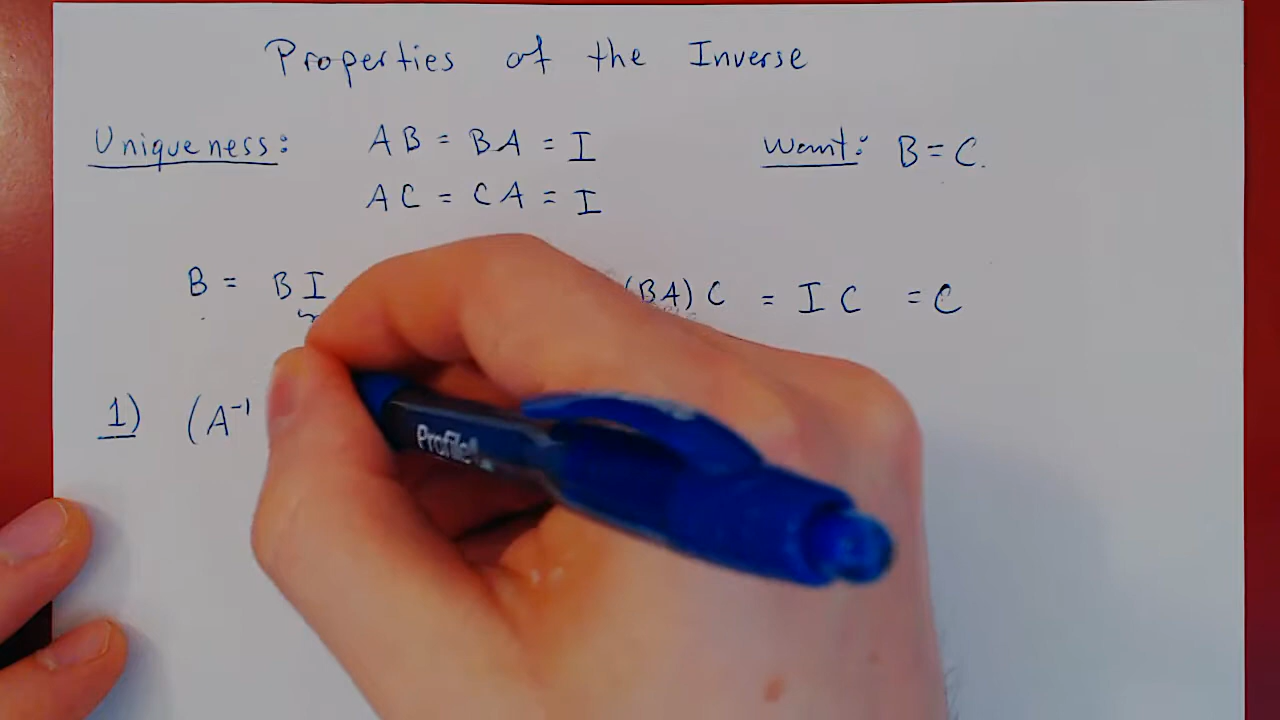 Properties of the Inverse
Uniqueness: AB = BA = I Want: B = C.
AC = CA = I
B = BI (BA)C = IC = C
1) (A⁻¹
Profile